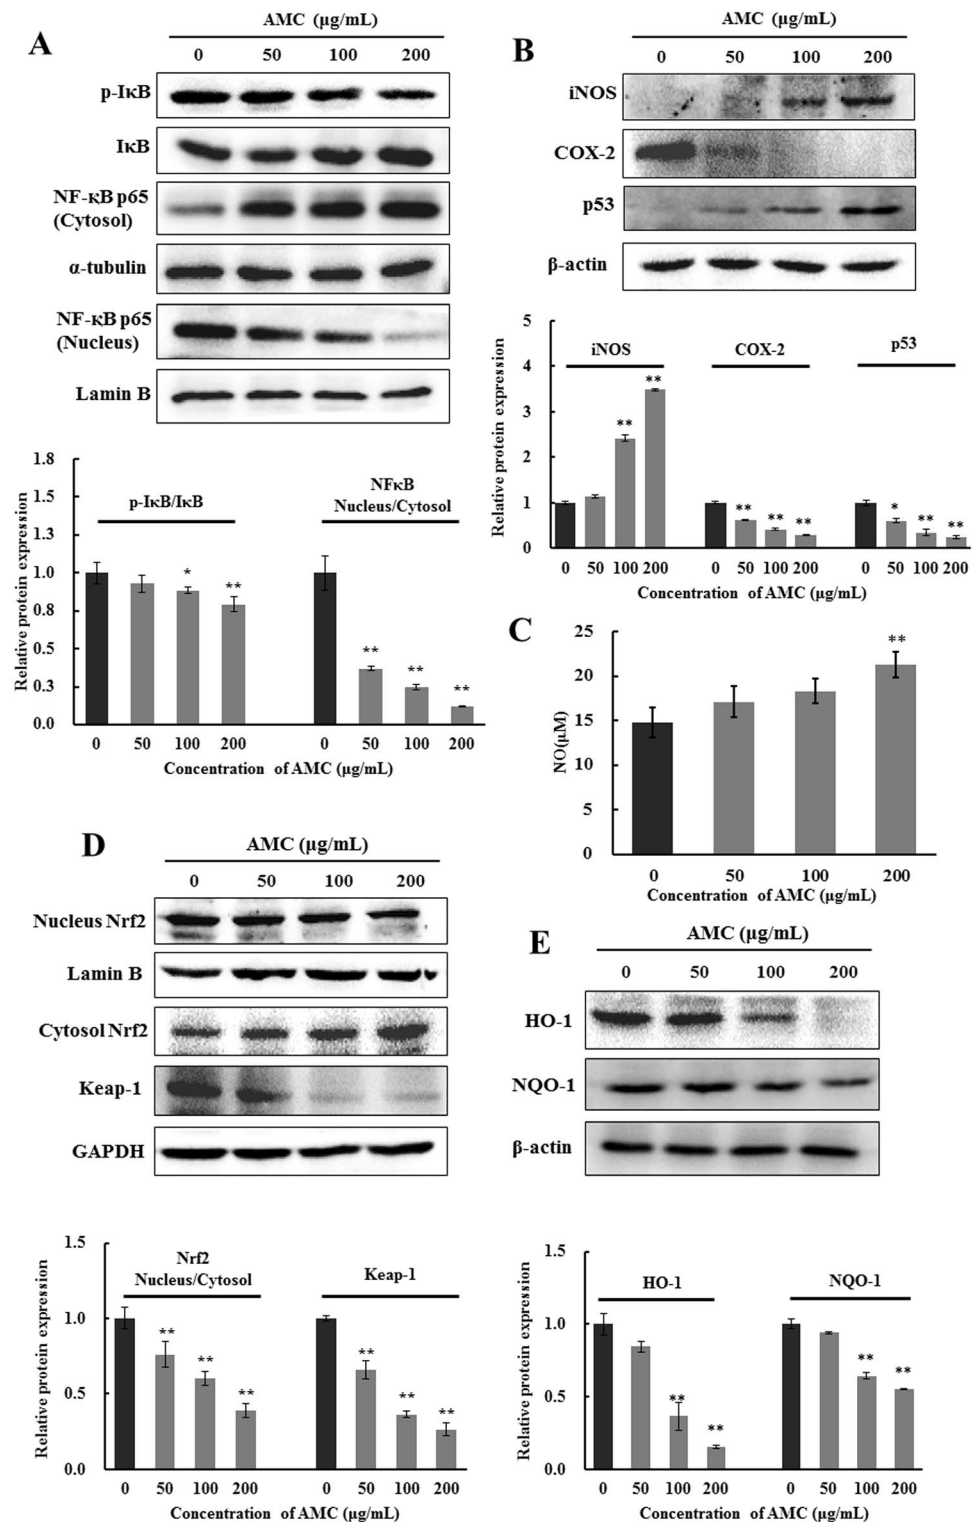 A
AMC (µg/mL)
0 50 100 200
p-IκB
IκB
NF-κB p65
(Cytosol)
α-tubulin
NF-κB p65
(Nucleus)
Lamin B
1.8
1.5
1.3
1.0
0.8
0.5
0.3
0.0
Relative protein expression
p-IκB/IκB
NFκB
Nucleus/Cytosol
* ** ** ** **
0 50 100 200 0 50 100 200
Concentration of AMC (µg/mL)
B
AMC (µg/mL)
0 50 100 200
iNOS
COX-2
p53
β-actin
5
4
3
2
1
0
Relative protein expression
iNOS COX-2 p53
** ** ** ** ** * ** **
0 50 100 200 0 50 100 200 0 50 100 200
Concentration of AMC (µg/mL)
C
25
20
15
10
5
0
NO(µM)
**
0 50 100 200
Concentration of AMC (µg/mL)
D
AMC (µg/mL)
0 50 100 200
Nucleus Nrf2
Lamin B
Cytosol Nrf2
Keap-1
GAPDH
1.5
1.0
0.5
0.0
Relative protein expression
Nrf2
Nucleus/Cytosol
Keap-1
** ** ** ** ** **
0 50 100 200 0 50 100 200
Concentration of AMC (µg/mL)
E
AMC (µg/mL)
0 50 100 200
HO-1
NQO-1
β-actin
1.5
1.0
0.5
0.0
Relative protein expression
HO-1 NQO-1
** ** ** **
0 50 100 200 0 50 100 200
Concentration of AMC (µg/mL)